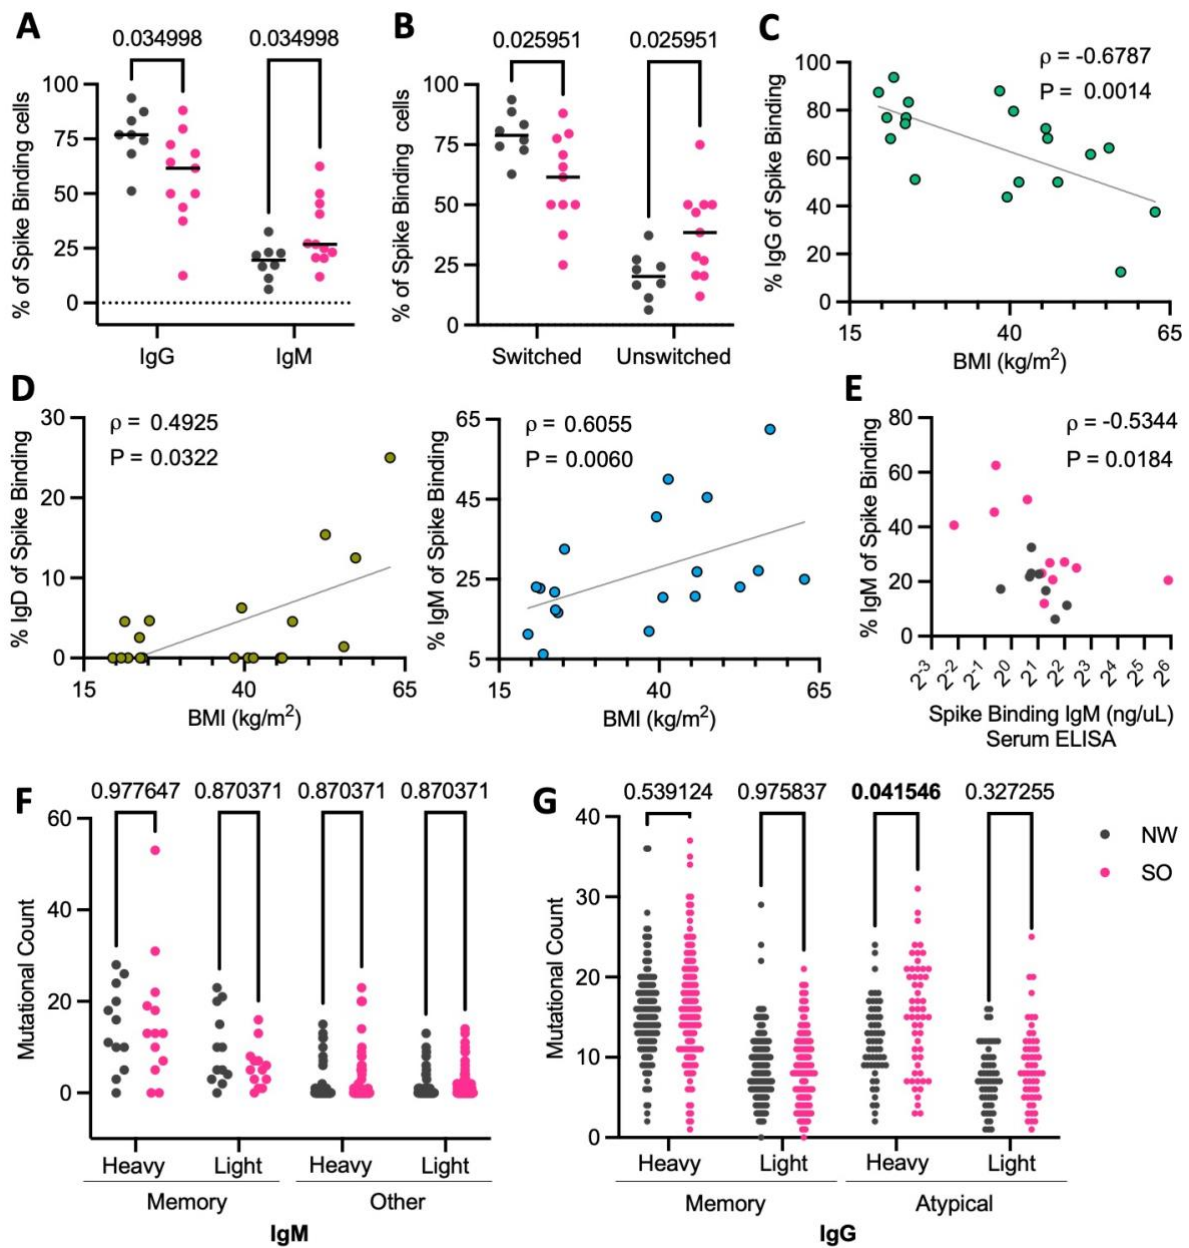 A
0.034998
0.034998
% of Spike Binding cells
100
75
50
25
0
IgG
IgM
B
0.025951
0.025951
% of Spike Binding cells
100
75
50
25
0
Switched
Unswitched
C
ρ = -0.6787
P = 0.0014
% IgG of Spike Binding
100
80
60
40
20
0
15
40
65
BMI (kg/m²)
D
ρ = 0.4925
P = 0.0322
% IgD of Spike Binding
30
20
10
0
15
40
65
BMI (kg/m²)
ρ = 0.6055
P = 0.0060
% IgM of Spike Binding
65
45
25
5
15
40
65
BMI (kg/m²)
E
ρ = -0.5344
P = 0.0184
% IgM of Spike Binding
80
60
40
20
0
2⁻³
2⁻²
2⁻¹
2⁰
2¹
2²
2³
2⁴
2⁵
2⁶
Spike Binding IgM (ng/uL)
Serum ELISA
F
0.977647
0.870371
0.870371
0.870371
Mutational Count
60
40
20
0
Heavy
Light
Heavy
Light
Memory
Other
IgM
G
0.539124
0.975837
0.041546
0.327255
Mutational Count
40
30
20
10
0
Heavy
Light
Heavy
Light
Memory
Atypical
IgG
NW
SO